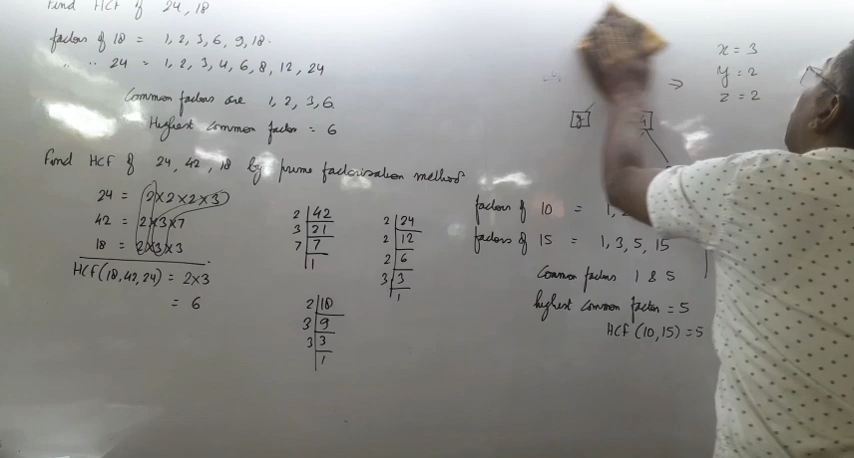 Find HCF of 24, 18
factors of 18 = 1, 2, 3, 6, 9, 18.
" " 24 = 1, 2, 3, 4, 6, 8, 12, 24
Common factors are 1, 2, 3, 6.
Highest common factor = 6
Find HCF of 24, 42, 18 by prime factorisation method
24 = 2×2×2×3
42 = 2×3×7
18 = 2×3×3
HCF(18,42,24) = 2×3
= 6
2 | 42
3 | 21
7 | 7
1
2 | 24
2 | 12
2 | 6
3 | 3
1
2 | 18
3 | 9
3 | 3
1
⇒ x = 3
y = 2
z = 2
factors of 10 = 1,
factors of 15 = 1, 3, 5, 15
Common factors 1 & 5
highest common factor = 5
HCF (10,15) = 5